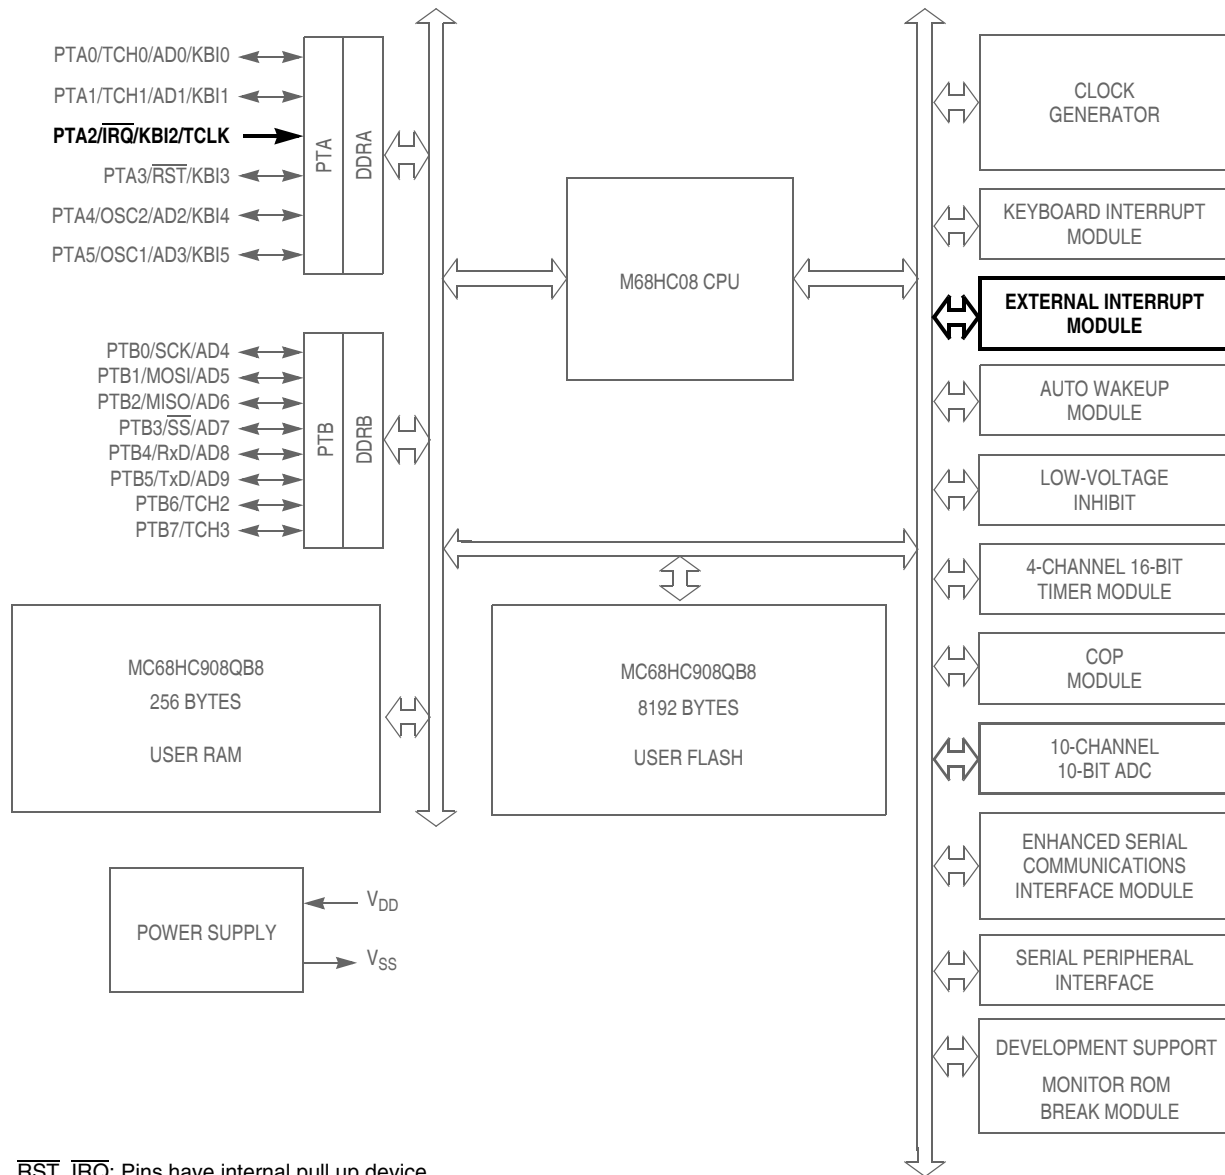 PTA0/TCH0/AD0/KBI0
PTA1/TCH1/AD1/KBI1
PTA2/I̅R̅Q̅/KBI2/TCLK
PTA3/R̅S̅T̅/KBI3
PTA4/OSC2/AD2/KBI4
PTA5/OSC1/AD3/KBI5
PTA
DDRA
PTB0/SCK/AD4
PTB1/MOSI/AD5
PTB2/MISO/AD6
PTB3/S̅S̅/AD7
PTB4/RxD/AD8
PTB5/TxD/AD9
PTB6/TCH2
PTB7/TCH3
PTB
DDRB
M68HC08 CPU
MC68HC908QB8
256 BYTES
USER RAM
MC68HC908QB8
8192 BYTES
USER FLASH
POWER SUPPLY
VDD
VSS
CLOCK
GENERATOR
KEYBOARD INTERRUPT
MODULE
EXTERNAL INTERRUPT
MODULE
AUTO WAKEUP
MODULE
LOW-VOLTAGE
INHIBIT
4-CHANNEL 16-BIT
TIMER MODULE
COP
MODULE
10-CHANNEL
10-BIT ADC
ENHANCED SERIAL
COMMUNICATIONS
INTERFACE MODULE
SERIAL PERIPHERAL
INTERFACE
DEVELOPMENT SUPPORT
MONITOR ROM
BREAK MODULE
R̅S̅T̅, I̅R̅Q̅: Pins have internal pull up device